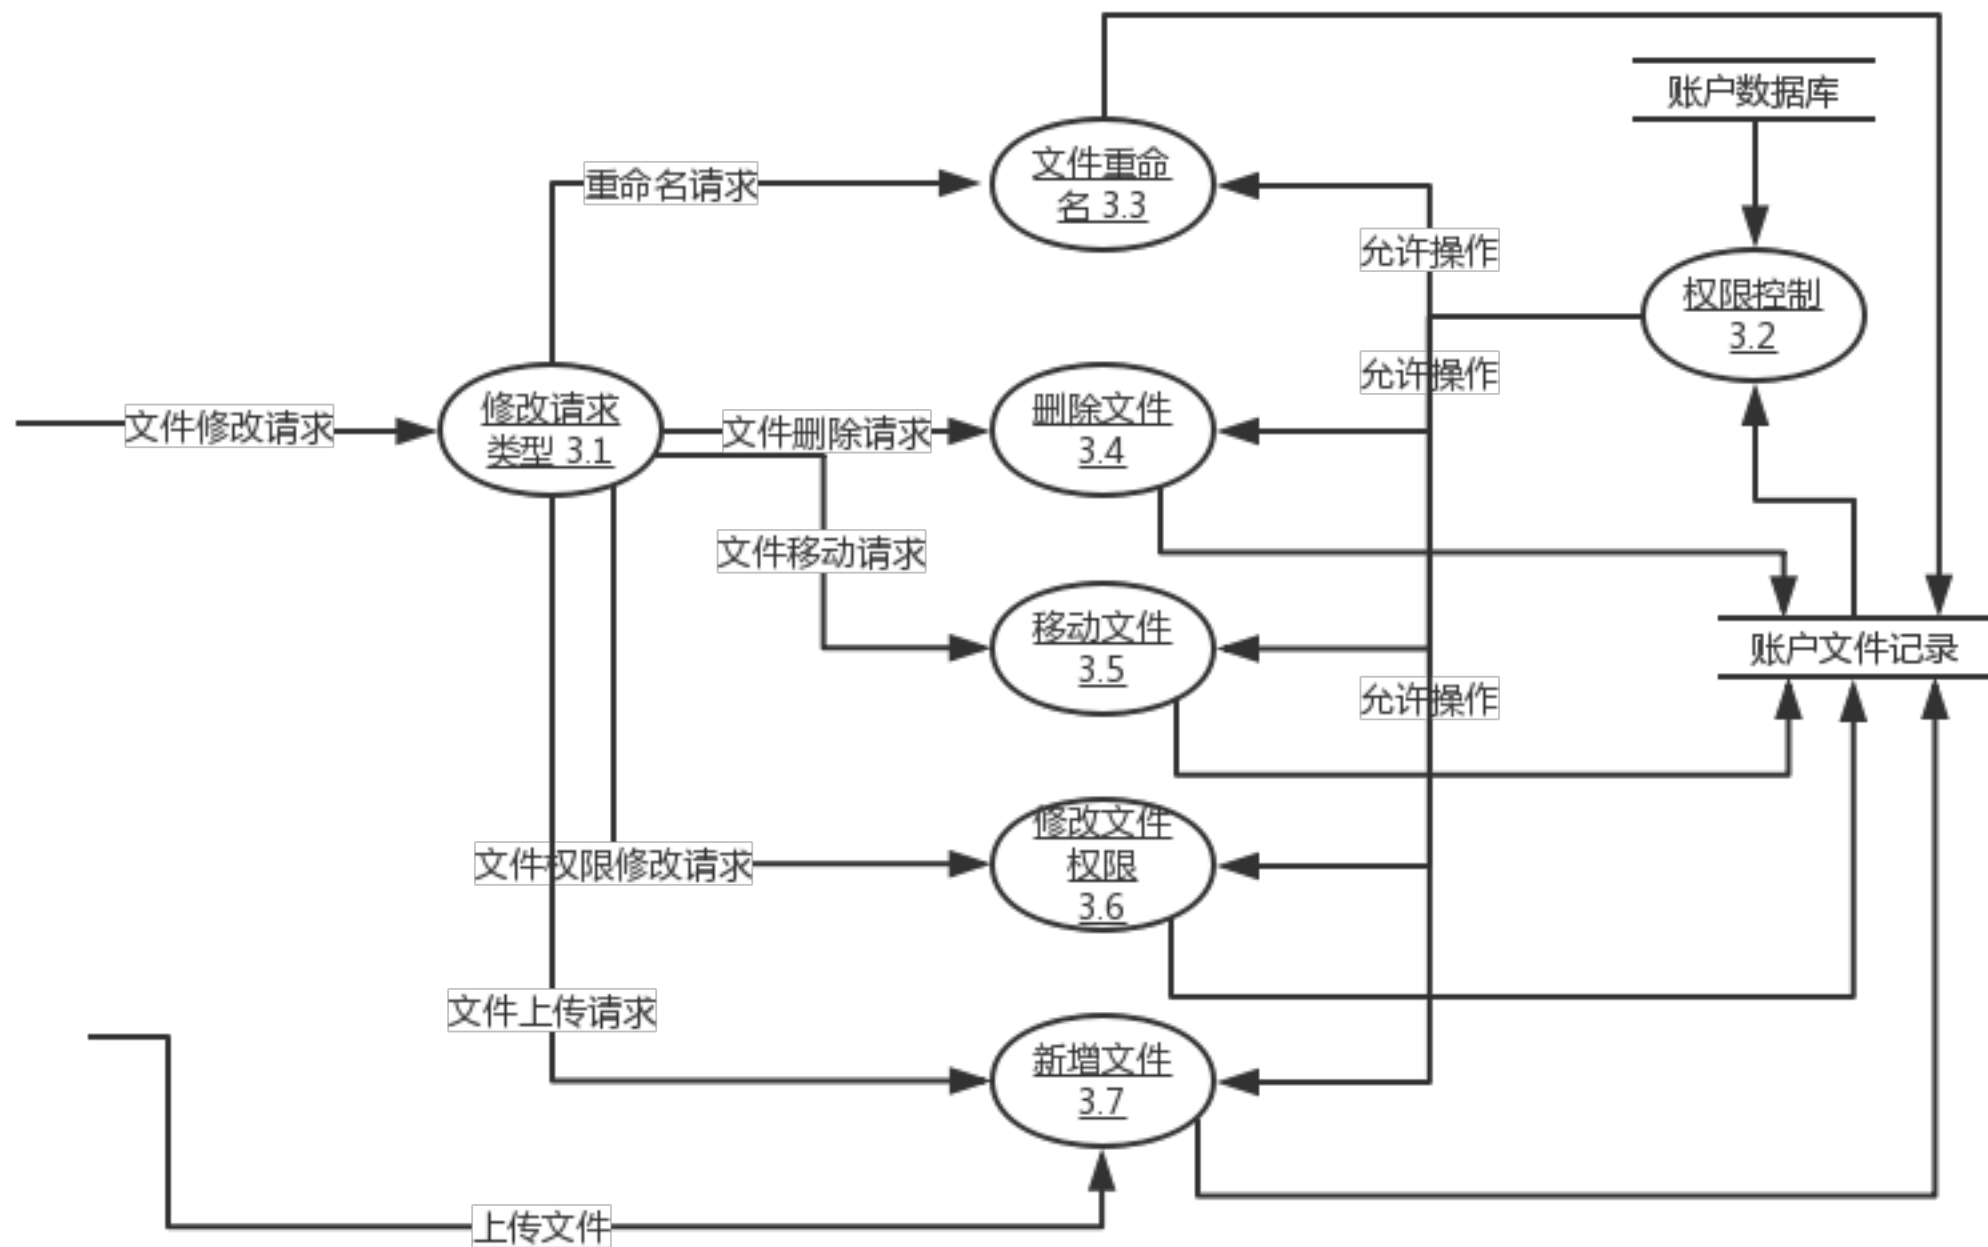 账户数据库
文件重命
名 3.3
重命名请求
允许操作
权限控制
3.2
允许操作
文件修改请求
修改请求
类型 3.1
文件删除请求
删除文件
3.4
文件移动请求
移动文件
3.5
账户文件记录
允许操作
修改文件
权限
3.6
文件权限修改请求
文件上传请求
新增文件
3.7
上传文件